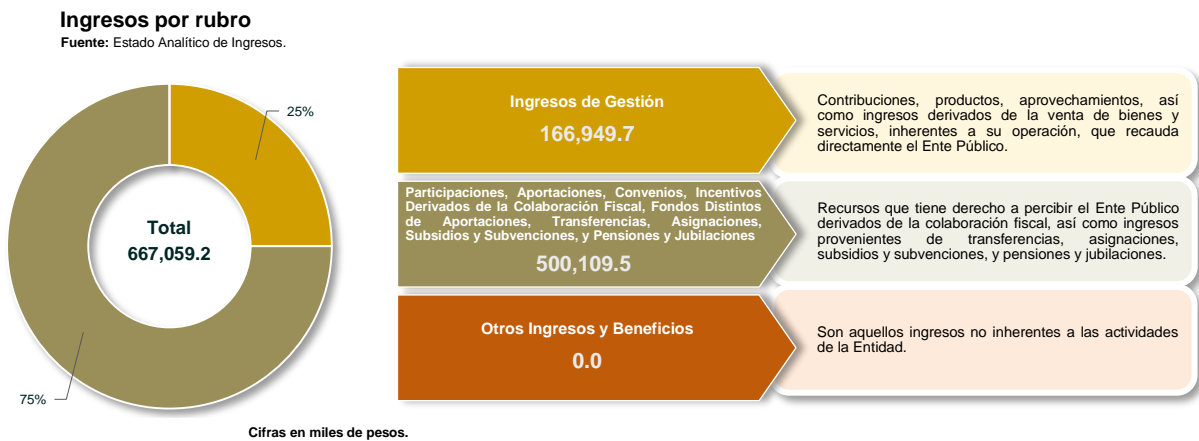 Ingresos por rubro
Fuente: Estado Analítico de Ingresos.
25%
Total
667,059.2
75%
Ingresos de Gestión
166,949.7
Contribuciones, productos, aprovechamientos, así
como ingresos derivados de la venta de bienes y
servicios, inherentes a su operación, que recauda
directamente el Ente Público.
Participaciones, Aportaciones, Convenios, Incentivos
Derivados de la Colaboración Fiscal, Fondos Distintos
de Aportaciones, Transferencias, Asignaciones,
Subsidios y Subvenciones, y Pensiones y Jubilaciones
500,109.5
Recursos que tiene derecho a percibir el Ente Público
derivados de la colaboración fiscal, así como ingresos
provenientes de transferencias, asignaciones,
subsidios y subvenciones, y pensiones y jubilaciones.
Otros Ingresos y Beneficios
0.0
Son aquellos ingresos no inherentes a las actividades
de la Entidad.
Cifras en miles de pesos.